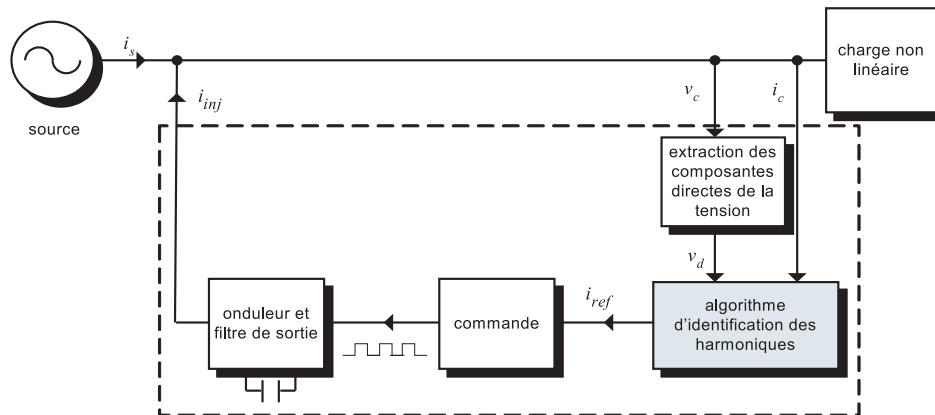 i_s
charge non
linéaire
v_c
i_c
i_inj
source
extraction des
composantes
directes de la
tension
v_d
onduleur et
filtre de sortie
commande
i_ref
algorithme
d'identification des
harmoniques